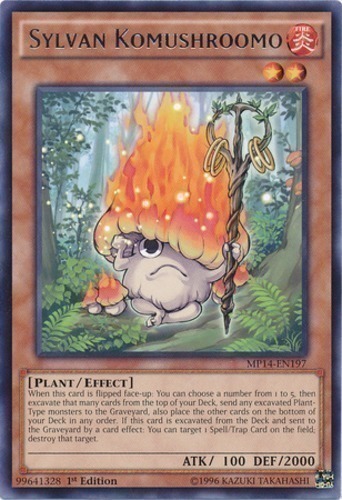 SYLVAN KOMUSHROOMO
FIRE
炎
MP14-EN197
[PLANT/EFFECT]
When this card is flipped face-up: You can choose a number from 1 to 5, then
excavate that many cards from the top of your Deck, send any excavated Plant-
Type monsters to the Graveyard, also place the other cards on the bottom of
your Deck in any order. If this card is excavated from the Deck and sent to
the Graveyard by a card effect: You can target 1 Spell/Trap Card on the field,
destroy that target.
ATK/ 100 DEF/2000
99641328 1st Edition ©1996 KAZUKI TAKAHASHI